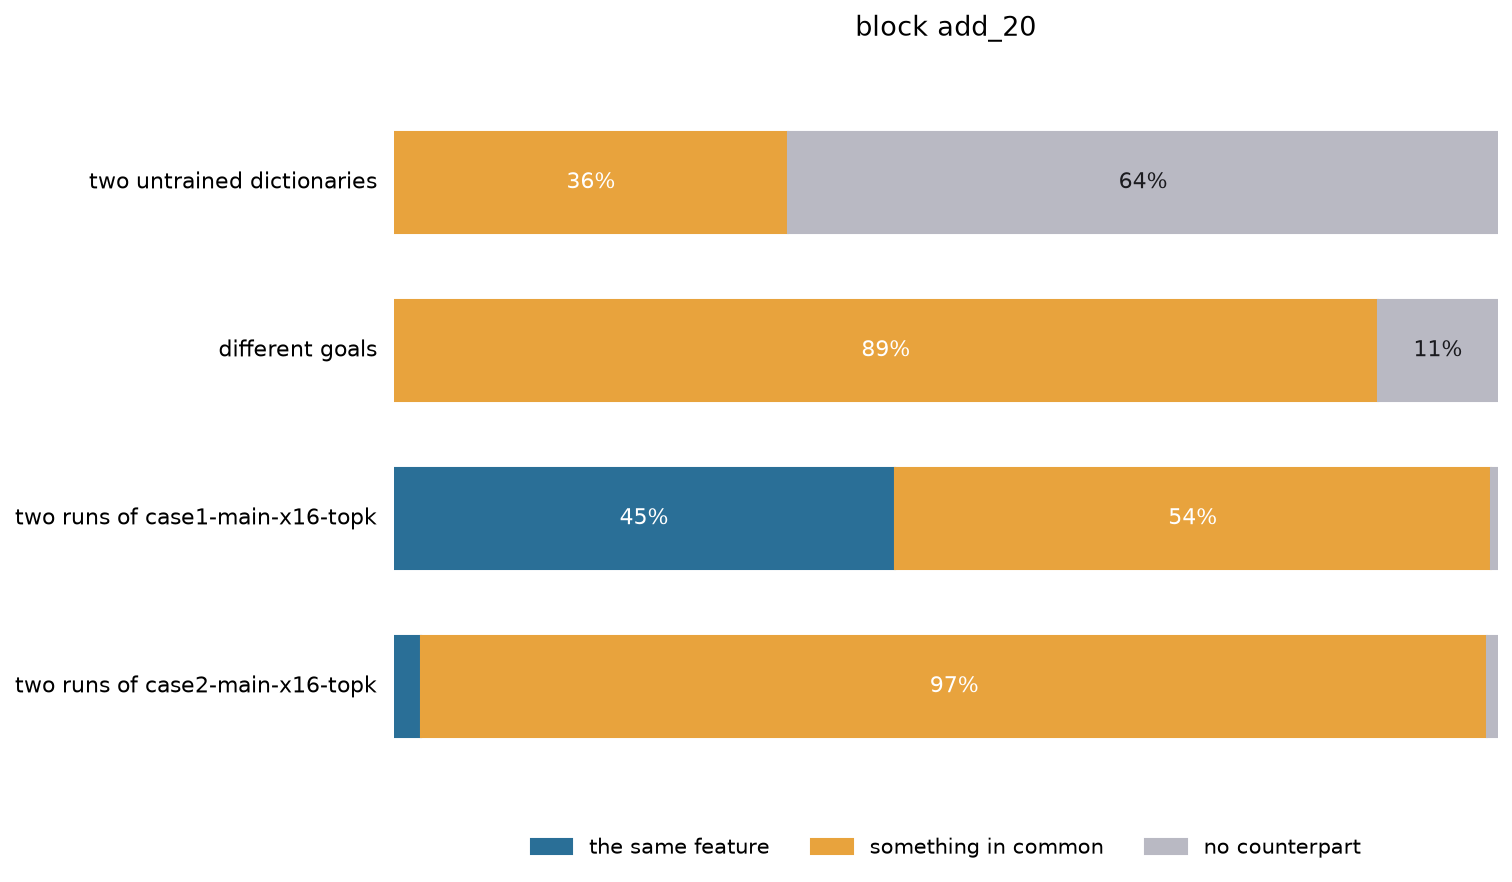 block add_20
two untrained dictionaries
36%
64%
different goals
89%
11%
two runs of case1-main-x16-topk
45%
54%
two runs of case2-main-x16-topk
97%
the same feature
something in common
no counterpart